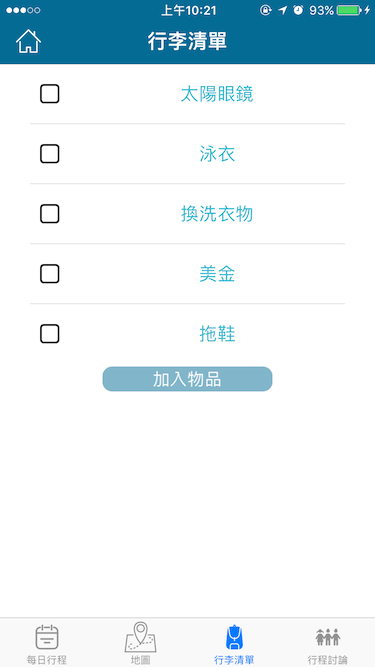 上午10:21
93%
行李清單
太陽眼鏡
泳衣
換洗衣物
美金
拖鞋
加入物品
每日行程 地圖 行李清單 行程討論